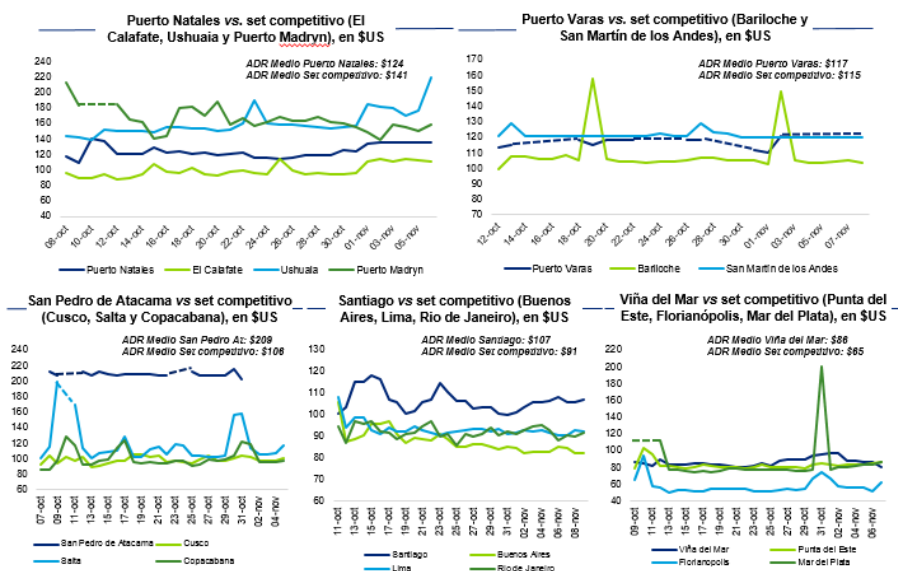 Puerto Natales vs. set competitivo (El
Calafate, Ushuaia y Puerto Madryn), en $US
ADR Medio Puerto Natales: $124
ADR Medio Set competitivo: $141
240
220
200
180
160
140
120
100
80
60
40
08-oct
10-oct
12-oct
14-oct
16-oct
18-oct
20-oct
22-oct
24-oct
26-oct
28-oct
30-oct
01-nov
03-nov
05-nov
Puerto Natales El Calafate Ushuaia Puerto Madryn
Puerto Varas vs. set competitivo (Bariloche y
San Martín de los Andes), en $US
ADR Medio Puerto Varas: $117
ADR Medio Set competitivo: $115
170
160
150
140
130
120
110
100
90
80
70
12-oct
14-oct
16-oct
18-oct
20-oct
22-oct
24-oct
26-oct
28-oct
30-oct
01-nov
03-nov
05-nov
07-nov
Puerto Varas Bariloche San Martín de los Andes
San Pedro de Atacama vs set competitivo
(Cusco, Salta y Copacabana), en $US
ADR Medio San Pedro At: $209
ADR Medio Set competitivo: $106
240
220
200
180
160
140
120
100
80
60
07-oct
09-oct
11-oct
13-oct
15-oct
17-oct
19-oct
21-oct
23-oct
25-oct
27-oct
29-oct
31-oct
02-nov
04-nov
San Pedro de Atacama Cusco
Salta Copacabana
Santiago vs set competitivo (Buenos
Aires, Lima, Rio de Janeiro), en $US
ADR Medio Santiago: $107
ADR Medio Set competitivo: $91
130
120
110
100
90
80
70
60
11-oct
13-oct
15-oct
17-oct
19-oct
21-oct
23-oct
25-oct
27-oct
29-oct
31-oct
02-nov
04-nov
06-nov
08-nov
Santiago Buenos Aires
Lima Rio de Janeiro
Viña del Mar vs set competitivo (Punta del
Este, Florianópolis, Mar del Plata), en $US
ADR Medio Viña del Mar: $86
ADR Medio Set competitivo: $65
220
200
180
160
140
120
100
80
60
40
09-oct
11-oct
13-oct
15-oct
17-oct
19-oct
21-oct
23-oct
25-oct
27-oct
29-oct
31-oct
02-nov
04-nov
06-nov
Viña del Mar Punta del Este
Florianopolis Mar del Plata